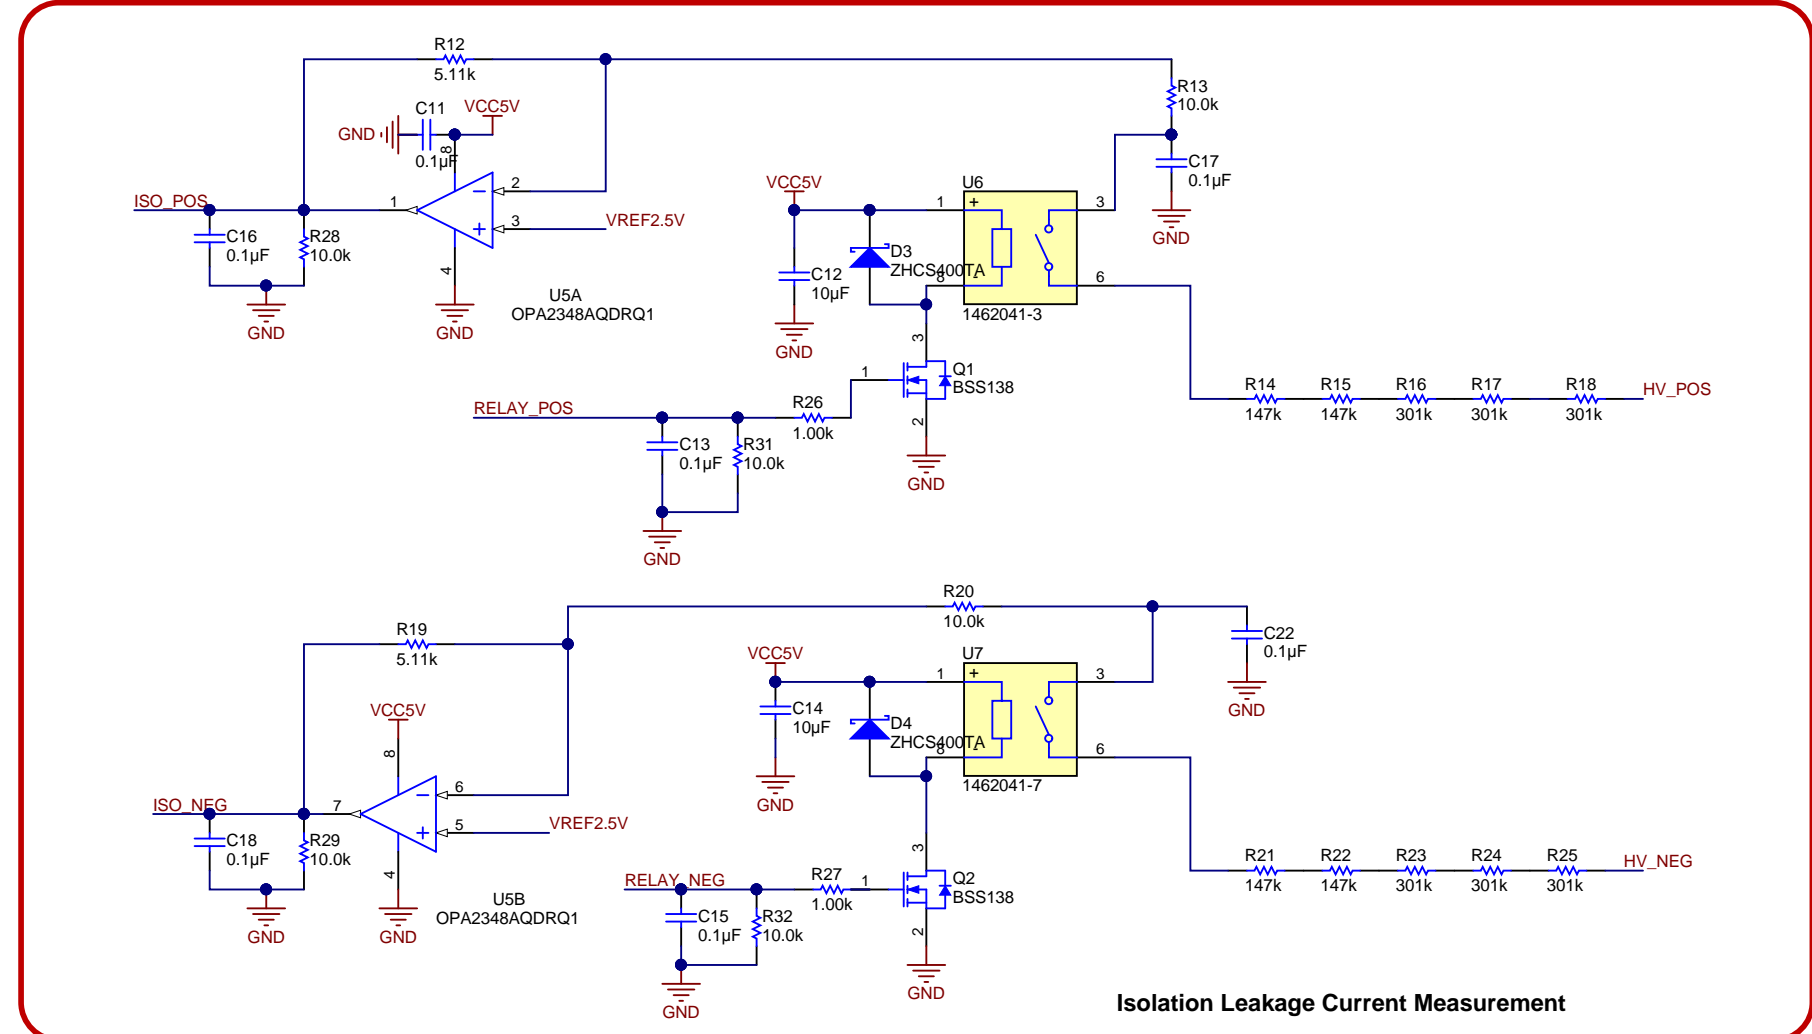 R12
5.11k
R13
10.0k
C11
VCC5V
GND
0.1µF
8
C17
0.1µF
GND
2
1
3
VREF2.5V
ISO_POS
C16
0.1µF
R28
10.0k
GND
4
GND
U5A
OPA2348AQDRQ1
VCC5V
U6
1
+
3
D3
ZHCS400TA
C12
10µF
8
6
1462041-3
GND
3
1
Q1
BSS138
2
GND
RELAY_POS
R26
1.00k
C13
0.1µF
R31
10.0k
GND
R14
147k
R15
147k
R16
301k
R17
301k
R18
301k
HV_POS
R20
10.0k
R19
5.11k
C22
0.1µF
GND
VCC5V
U7
1
+
3
C14
10µF
D4
ZHCS400TA
8
6
1462041-7
GND
VCC5V
8
6
7
5
VREF2.5V
ISO_NEG
C18
0.1µF
R29
10.0k
GND
4
GND
U5B
OPA2348AQDRQ1
3
RELAY_NEG
R27
1.00k
1
Q2
BSS138
2
GND
C15
0.1µF
R32
10.0k
GND
R21
147k
R22
147k
R23
301k
R24
301k
R25
301k
HV_NEG
Isolation Leakage Current Measurement